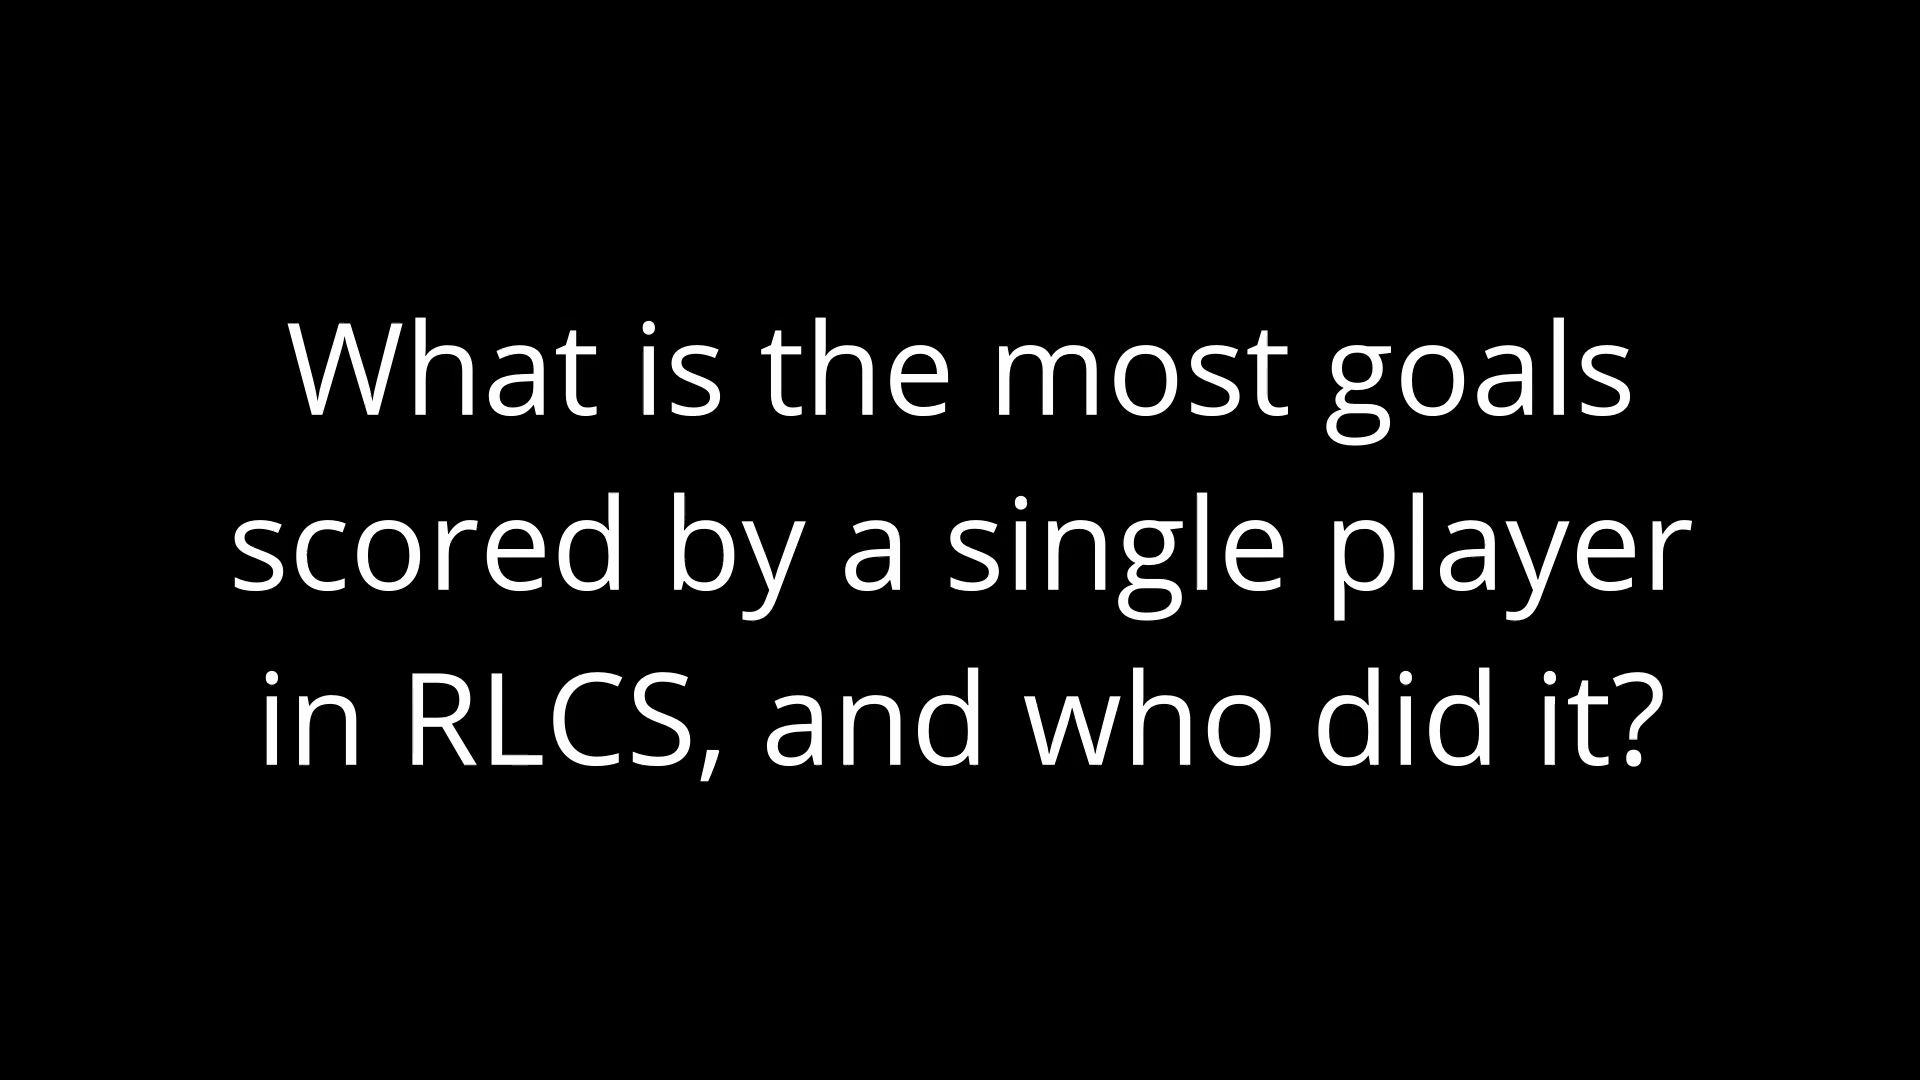 What is the most goals
scored by a single player
in RLCS, and who did it?